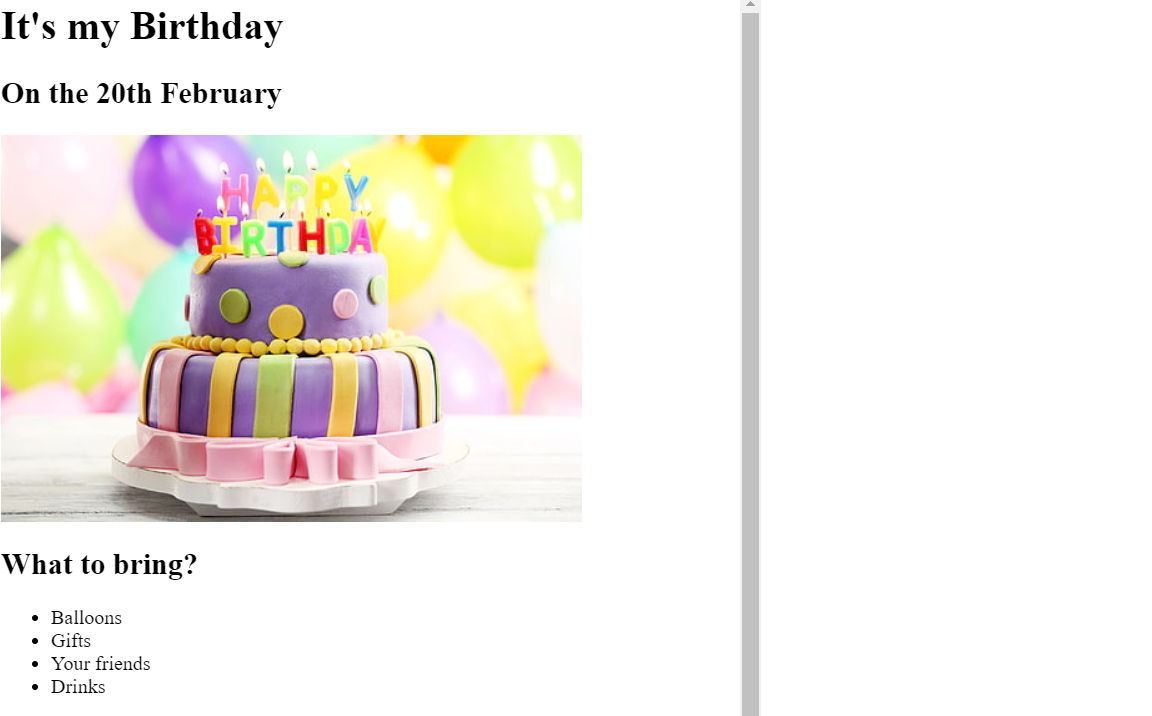 It's my Birthday
On the 20th February
HAPPY
BIRTHDAY
What to bring?
Balloons
Gifts
Your friends
Drinks